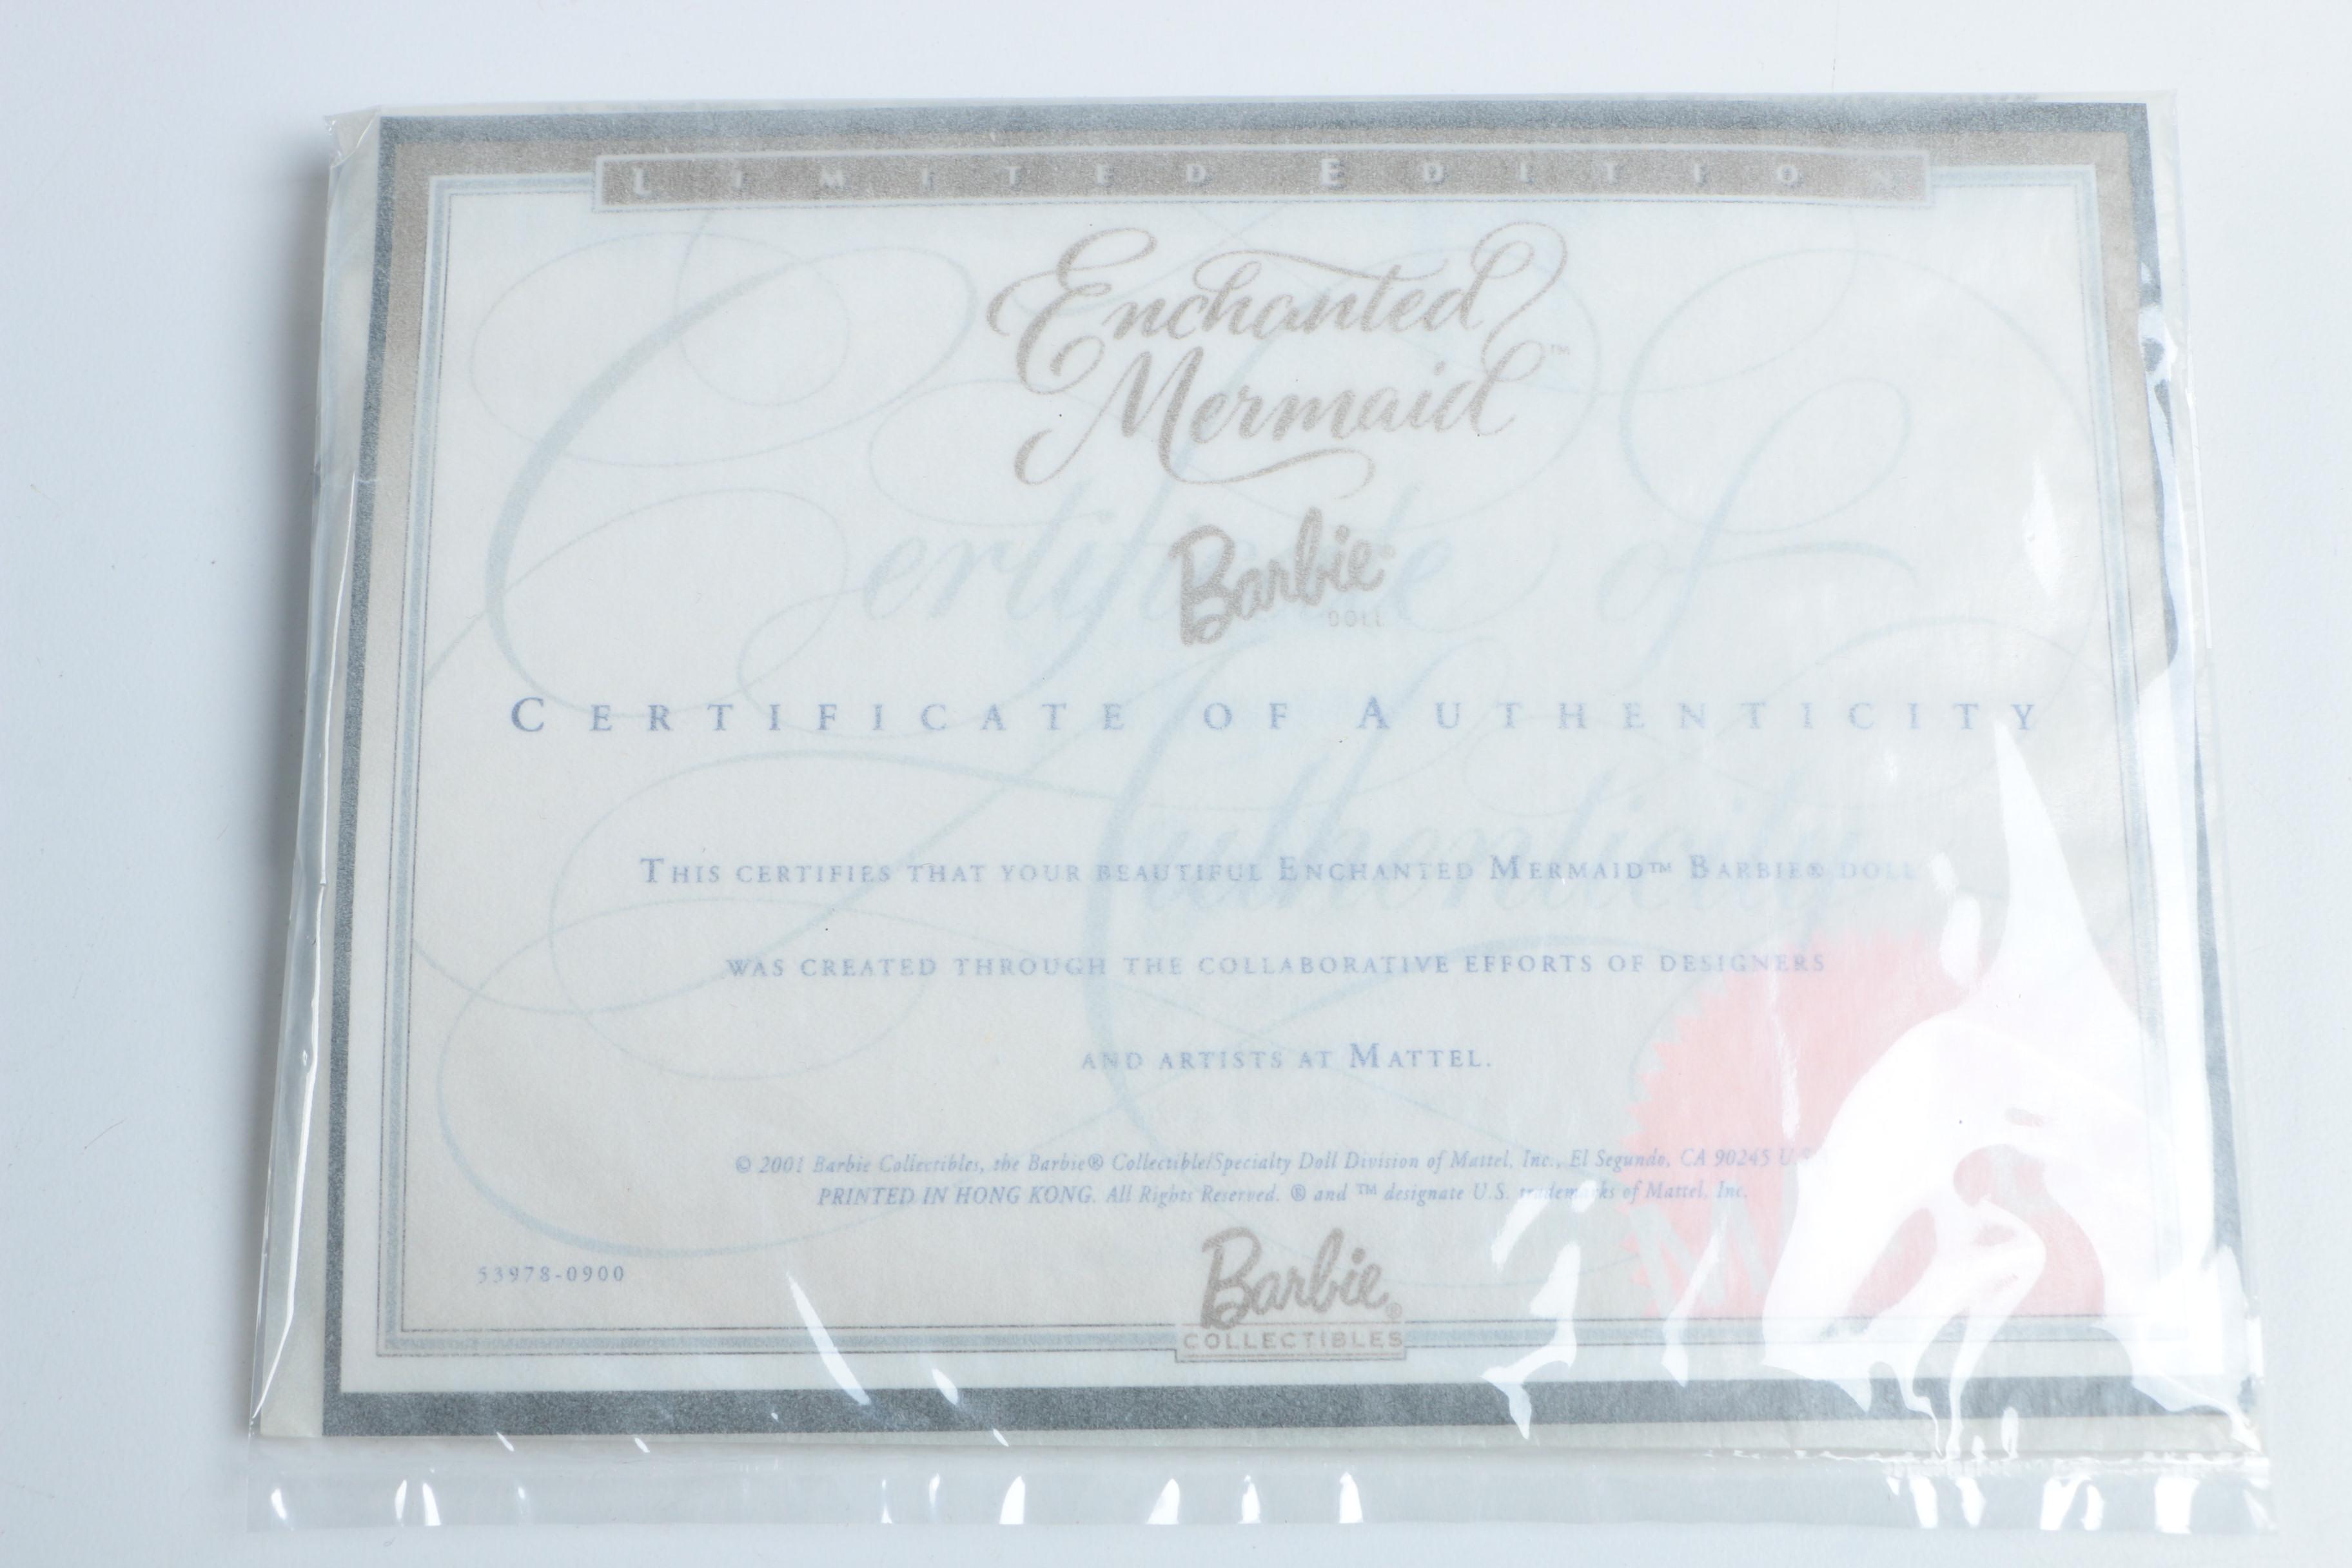 LIMITED EDITION
Enchanted
Mermaid™
Barbie®
DOLL
Certificate of
CERTIFICATE OF AUTHENTICITY
Authenticity
THIS CERTIFIES THAT YOUR BEAUTIFUL ENCHANTED MERMAID™ BARBIE® DOLL
WAS CREATED THROUGH THE COLLABORATIVE EFFORTS OF DESIGNERS
AND ARTISTS AT MATTEL.
© 2001 Barbie Collectibles, the Barbie® Collectible/Specialty Doll Division of Mattel, Inc., El Segundo, CA 90245
PRINTED IN HONG KONG. All Rights Reserved. ® and ™ designate U.S. trademarks of Mattel, Inc.
53978-0900
Barbie®
COLLECTIBLES